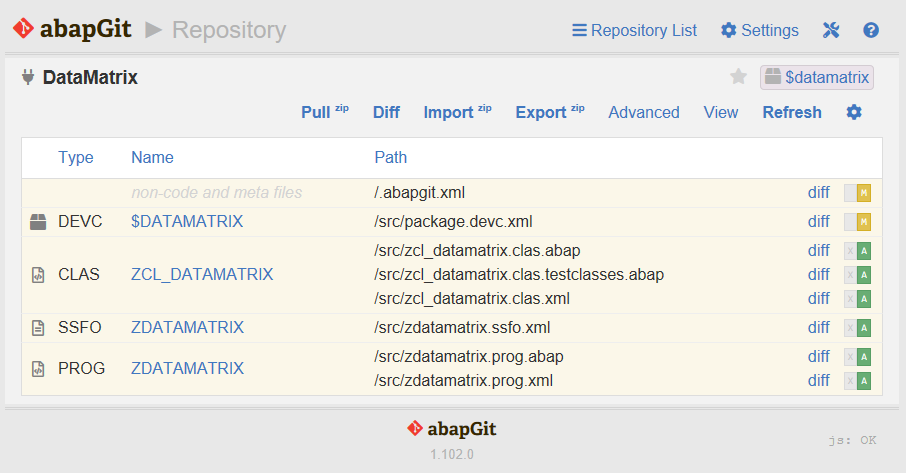 abapGit ▶ Repository Repository List Settings
DataMatrix $datamatrix
Pull zip Diff Import zip Export zip Advanced View Refresh
Type Name Path
non-code and meta files /.abapgit.xml diff M
DEVC $DATAMATRIX /src/package.devc.xml diff M
/src/zcl_datamatrix.clas.abap diff X A
CLAS ZCL_DATAMATRIX /src/zcl_datamatrix.clas.testclasses.abap diff X A
/src/zcl_datamatrix.clas.xml diff X A
SSFO ZDATAMATRIX /src/zdatamatrix.ssfo.xml diff X A
/src/zdatamatrix.prog.abap diff X A
PROG ZDATAMATRIX
/src/zdatamatrix.prog.xml diff X A
abapGit
1.102.0
js: OK